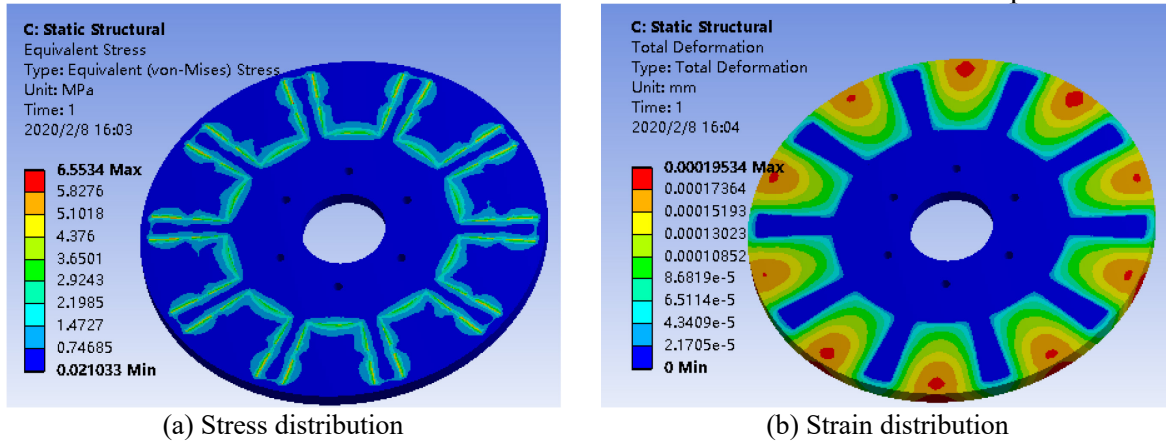 C: Static Structural
Equivalent Stress
Type: Equivalent (von-Mises) Stress
Unit: MPa
Time: 1
2020/2/8 16:03
6.5534 Max
5.8276
5.1018
4.376
3.6501
2.9243
2.1985
1.4727
0.74685
0.021033 Min
(a) Stress distribution
C: Static Structural
Total Deformation
Type: Total Deformation
Unit: mm
Time: 1
2020/2/8 16:04
0.00019534 Max
0.00017364
0.00015193
0.00013023
0.00010852
8.6819e-5
6.5114e-5
4.3409e-5
2.1705e-5
0 Min
(b) Strain distribution